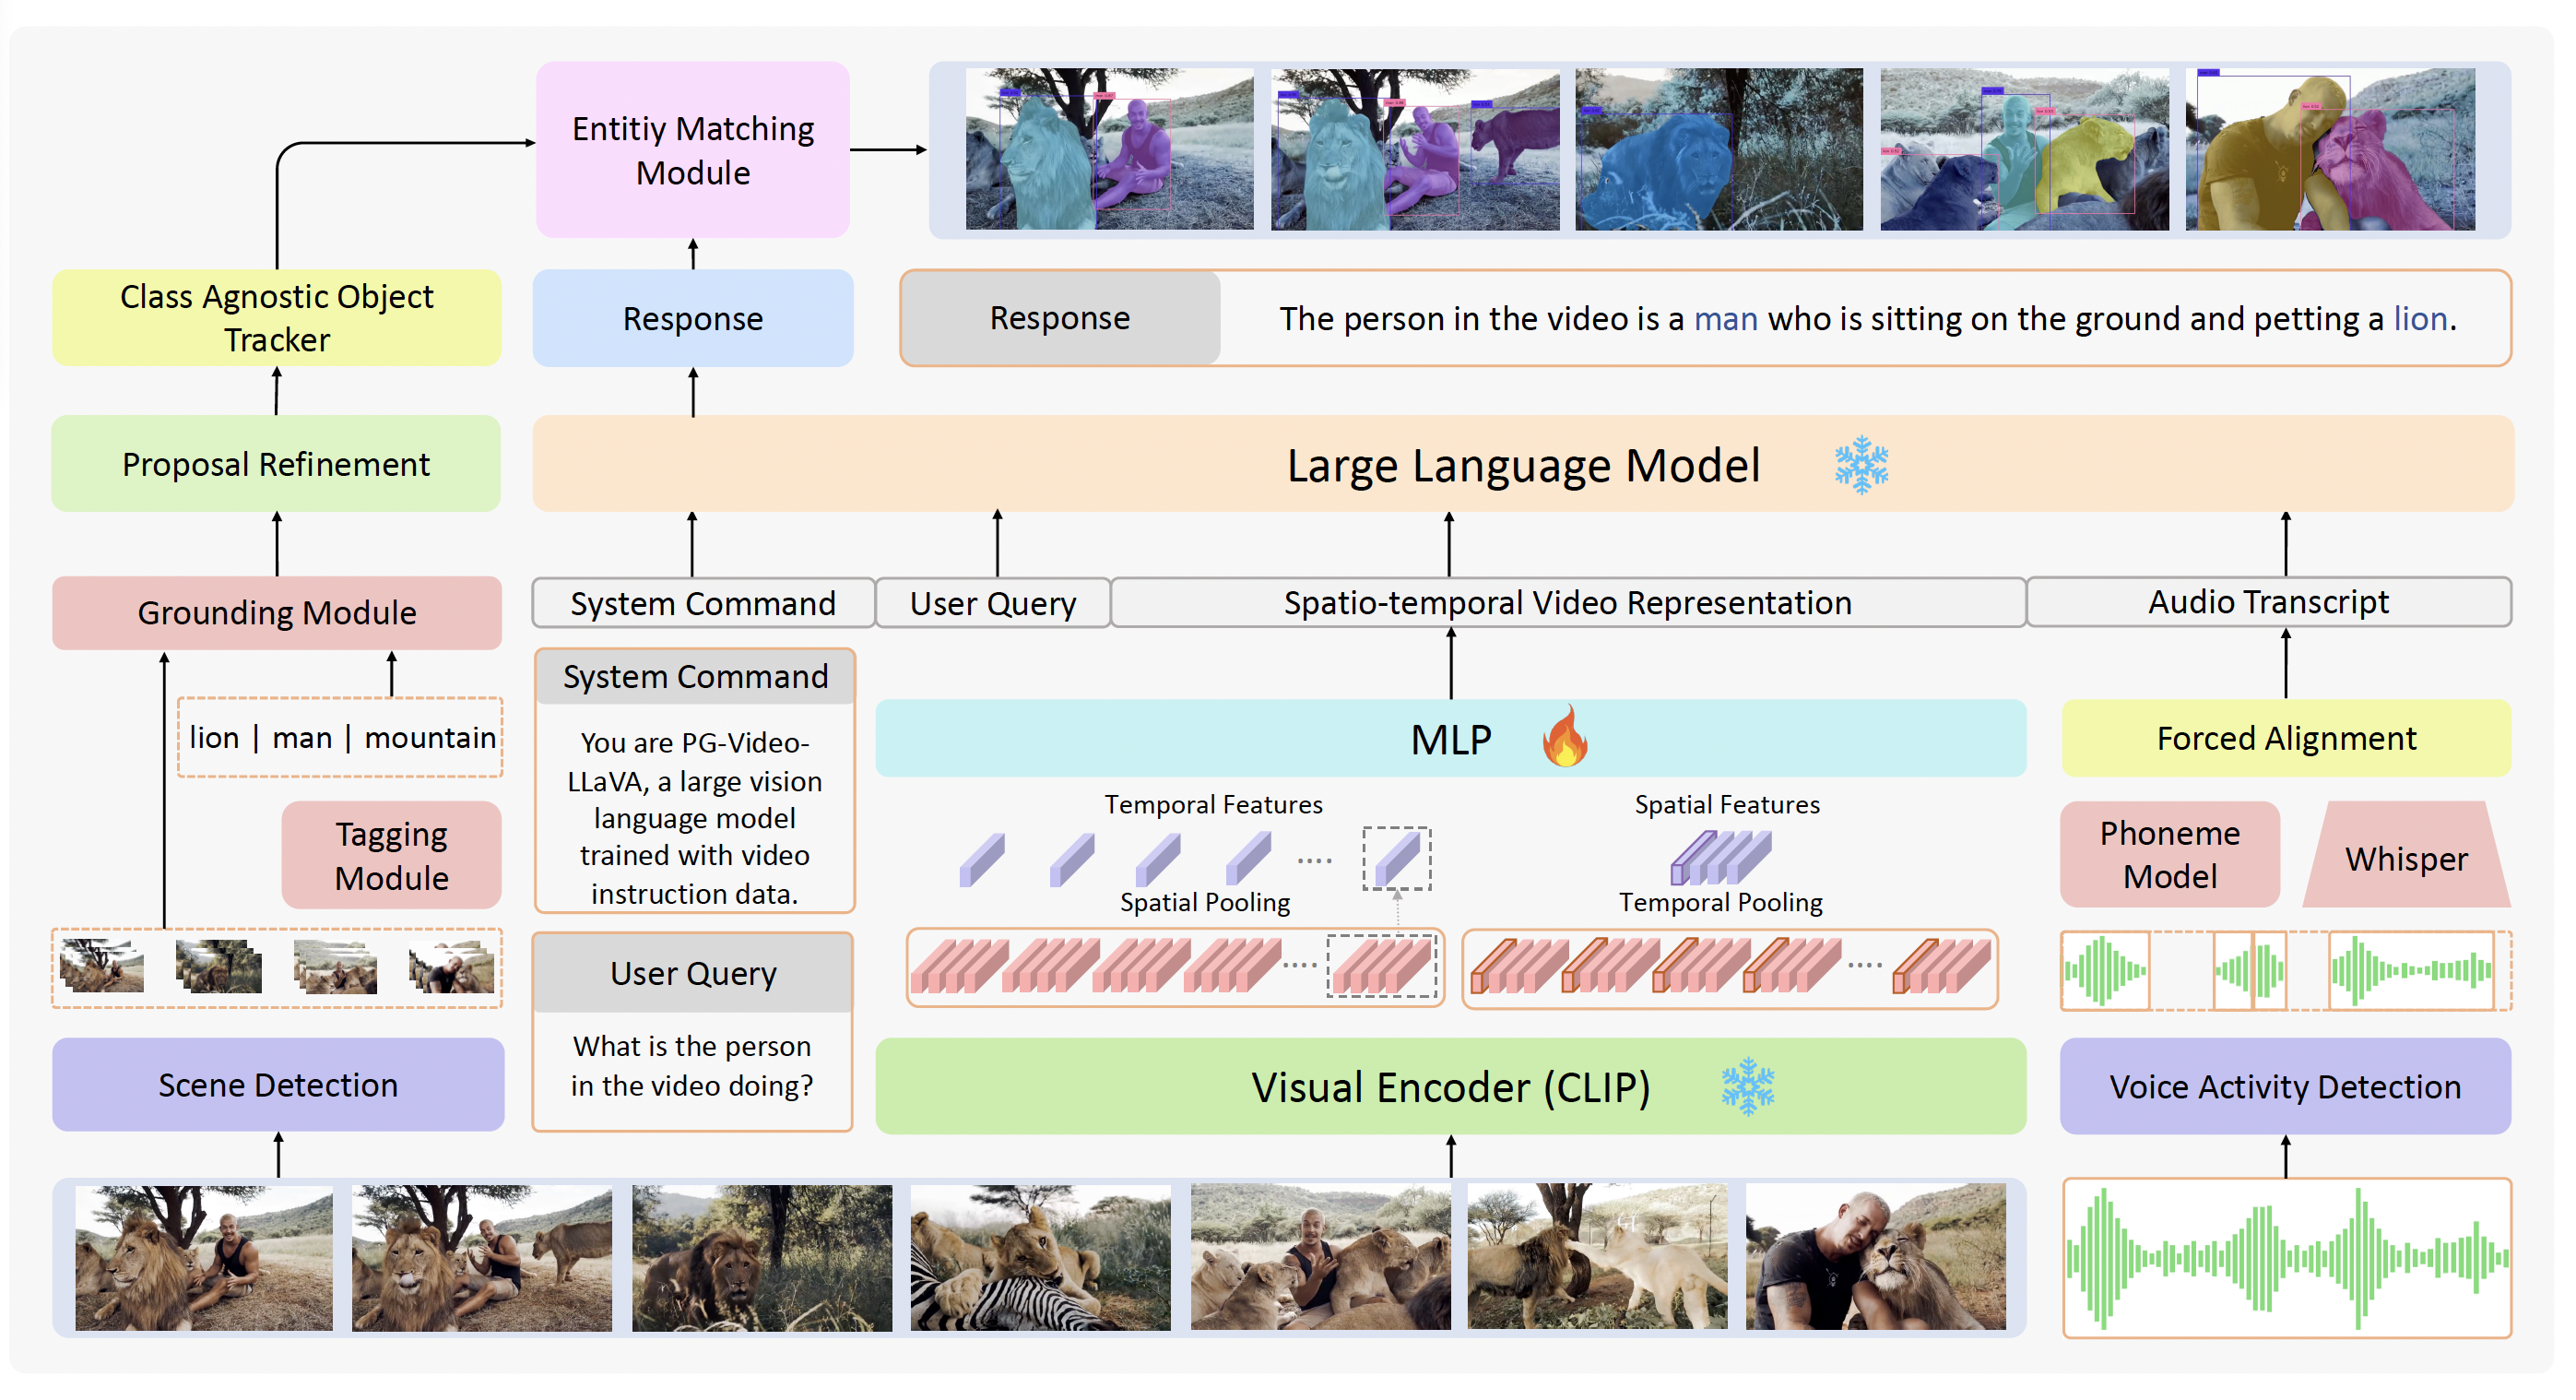 Entitiy Matching
Module
Class Agnostic Object
Tracker
Response
Response
The person in the video is a man who is sitting on the ground and petting a lion.
Proposal Refinement
Large Language Model
Grounding Module
System Command
User Query
Spatio-temporal Video Representation
Audio Transcript
lion | man | mountain
Tagging
Module
System Command
You are PG-Video-
LLaVA, a large vision
language model
trained with video
instruction data.
User Query
What is the person
in the video doing?
MLP
Temporal Features
Spatial Features
....
Spatial Pooling
Temporal Pooling
....
....
Forced Alignment
Phoneme
Model
Whisper
Scene Detection
Visual Encoder (CLIP)
Voice Activity Detection